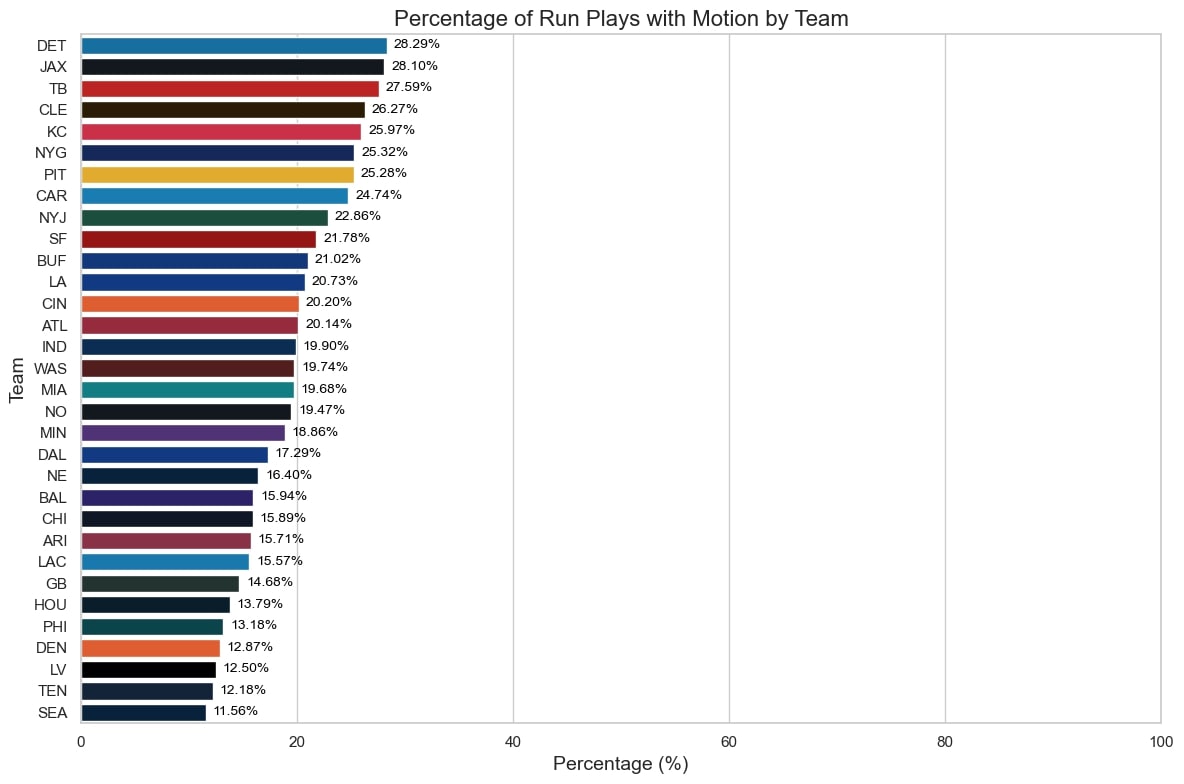 Percentage of Run Plays with Motion by Team
DET 28.29%
JAX 28.10%
TB 27.59%
CLE 26.27%
KC 25.97%
NYG 25.32%
PIT 25.28%
CAR 24.74%
NYJ 22.86%
SF 21.78%
BUF 21.02%
LA 20.73%
CIN 20.20%
ATL 20.14%
IND 19.90%
WAS 19.74%
MIA 19.68%
NO 19.47%
MIN 18.86%
DAL 17.29%
NE 16.40%
BAL 15.94%
CHI 15.89%
ARI 15.71%
LAC 15.57%
GB 14.68%
HOU 13.79%
PHI 13.18%
DEN 12.87%
LV 12.50%
TEN 12.18%
SEA 11.56%
Team
0 20 40 60 80 100
Percentage (%)